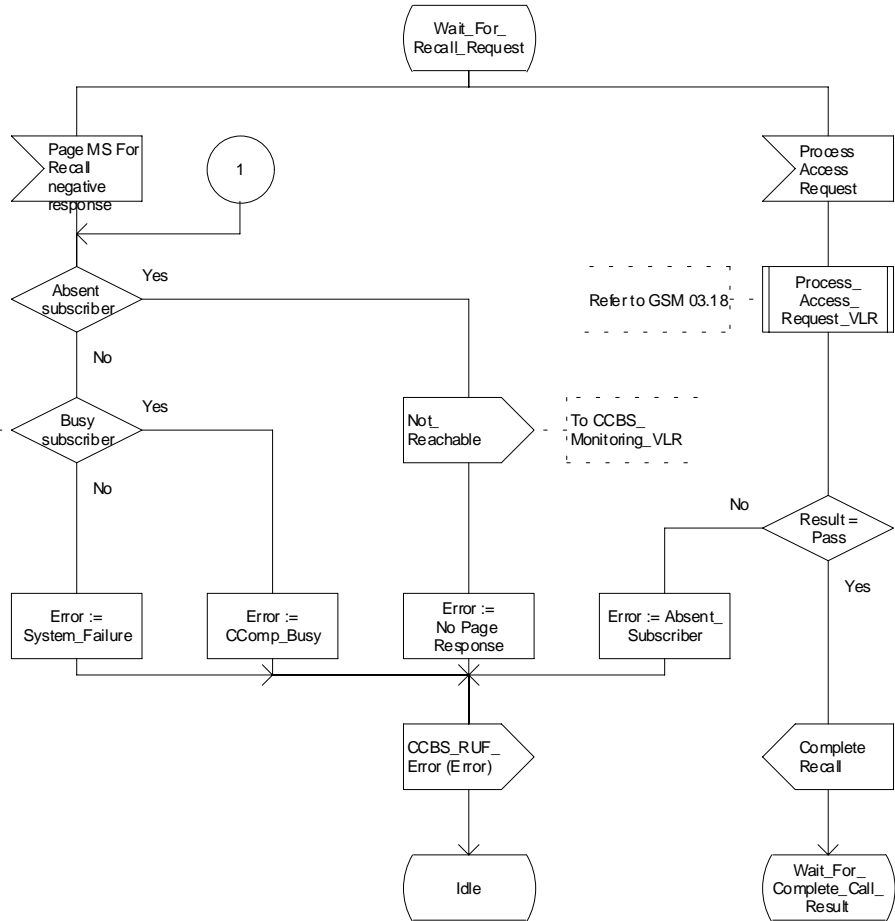 Wait_For_
Recall_Request
Page MS For
Recall
negative
response
1
Process
Access
Request
Yes
Absent
subscriber
Refer to GSM 03.18
Process_
Access_
Request_VLR
No
Yes
Busy
subscriber
Not_
Reachable
To CCBS_
Monitoring_VLR
No
No
Result =
Pass
Yes
Error :=
System_Failure
Error :=
CComp_Busy
Error :=
No Page
Response
Error := Absent_
Subscriber
CCBS_RUF_
Error (Error)
Complete
Recall
Idle
Wait_For_
Complete_Call_
Result